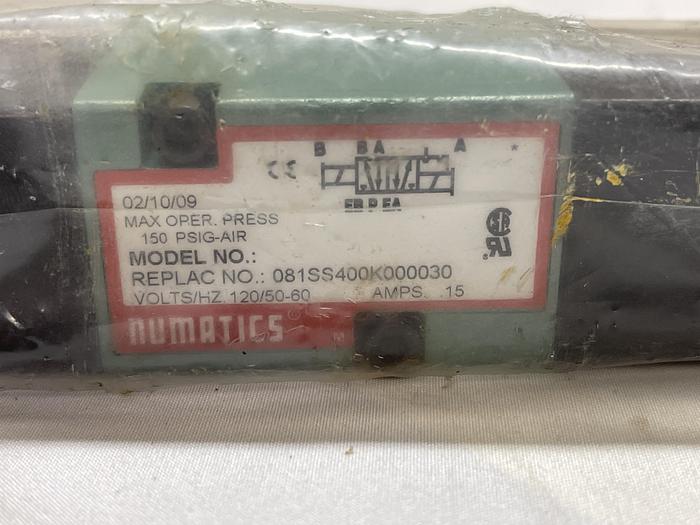 B BA A *
CE
EB P EA
02/10/09
MAX OPER. PRESS
150 PSIG-AIR
MODEL NO.:
REPLAC NO.: 081SS400K000030
VOLTS/HZ 120/50-60 AMPS. .15
numatics